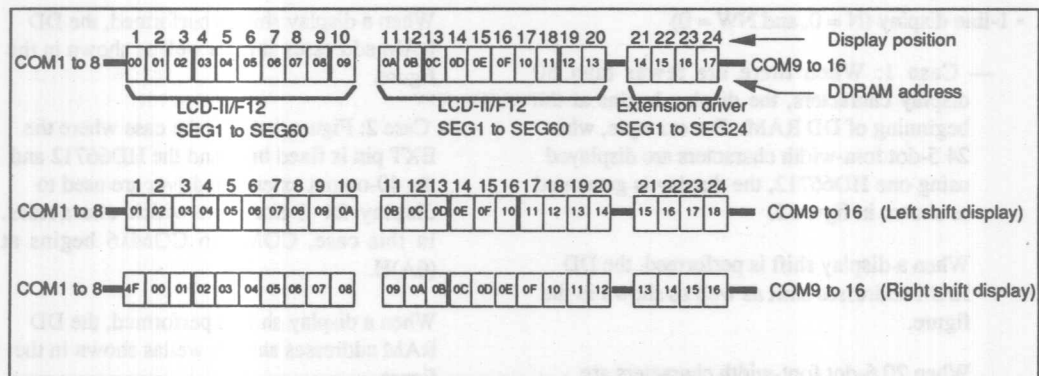 1 2 3 4 5 6 7 8 9 10 11 12 13 14 15 16 17 18 19 20 21 22 23 24 Display position
COM1 to 8 00 01 02 03 04 05 06 07 08 09 0A 0B 0C 0D 0E 0F 10 11 12 13 14 15 16 17 COM9 to 16
DDRAM address
LCD-II/F12 LCD-II/F12 Extension driver
SEG1 to SEG60 SEG1 to SEG60 SEG1 to SEG24
1 2 3 4 5 6 7 8 9 10 11 12 13 14 15 16 17 18 19 20 21 22 23 24
COM1 to 8 01 02 03 04 05 06 07 08 09 0A 0B 0C 0D 0E 0F 10 11 12 13 14 15 16 17 18 COM9 to 16 (Left shift display)
COM1 to 8 4F 00 01 02 03 04 05 06 07 08 09 0A 0B 0C 0D 0E 0F 10 11 12 13 14 15 16 COM9 to 16 (Right shift display)